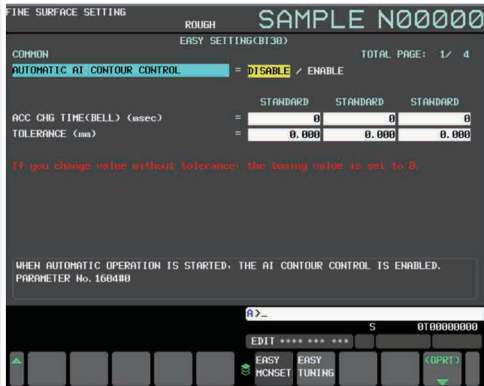 FINE SURFACE SETTING
ROUGH
SAMPLE N00000
EASY SETTING(BT30)
COMMON
TOTAL PAGE: 1/ 4
AUTOMATIC AI CONTOUR CONTROL = DISABLE / ENABLE
STANDARD STANDARD STANDARD
ACC CHG TIME(BELL) (msec) = 0 0 0
TOLERANCE (mm) = 0.000 0.000 0.000
If you change value without tolerance, the tuning value is set to 0.
WHEN AUTOMATIC OPERATION IS STARTED, THE AI CONTOUR CONTROL IS ENABLED.
PARAMETER No.1604#0
A>_
S 0T00000000
EDIT **** *** ***
EASY MCNSET
EASY TUNING
(OPRT)